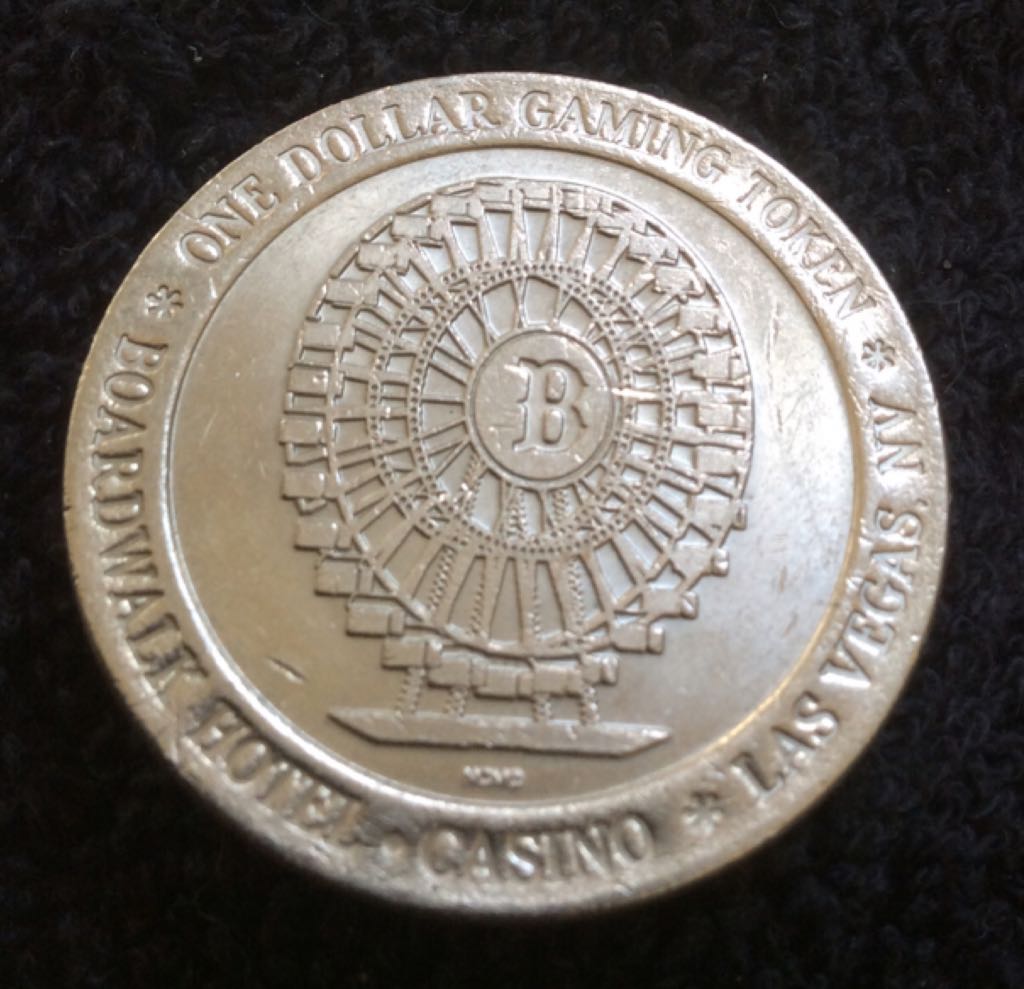 * ONE DOLLAR GAMING TOKEN *
BOARDWALK HOTEL • CASINO * LAS VEGAS, NV
B